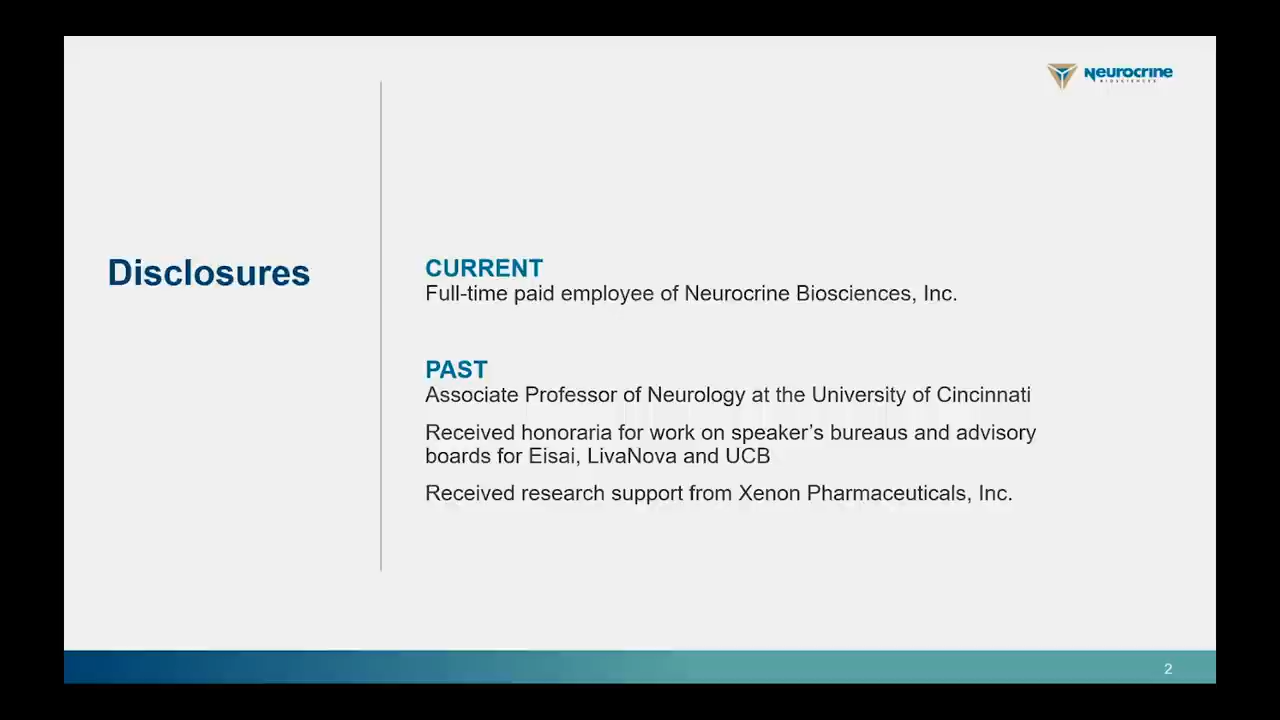 Neurocrine
BIOSCIENCES
Disclosures
CURRENT
Full-time paid employee of Neurocrine Biosciences, Inc.
PAST
Associate Professor of Neurology at the University of Cincinnati
Received honoraria for work on speaker’s bureaus and advisory
boards for Eisai, LivaNova and UCB
Received research support from Xenon Pharmaceuticals, Inc.
2